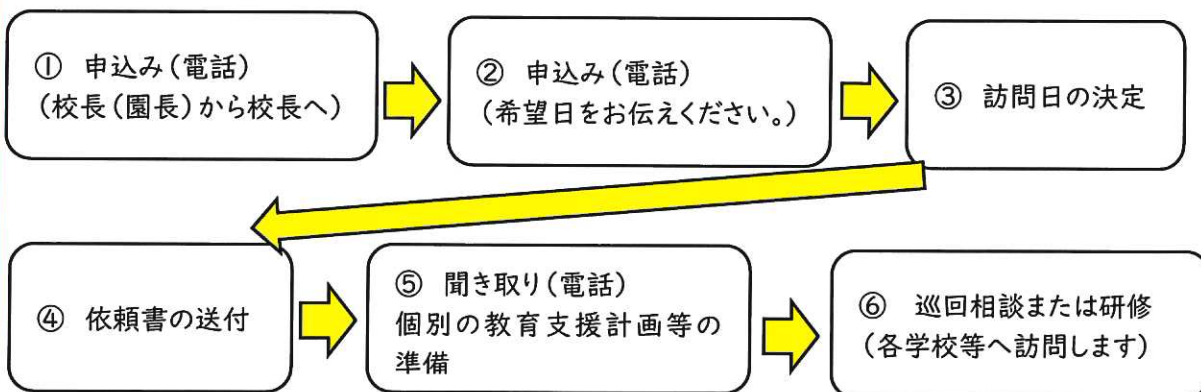 ① 申込み(電話)
(校長(園長)から校長へ)
② 申込み(電話)
(希望日をお伝えください。)
③ 訪問日の決定
④ 依頼書の送付
⑤ 聞き取り(電話)
個別の教育支援計画等の
準備
⑥ 巡回相談または研修
(各学校等へ訪問します)